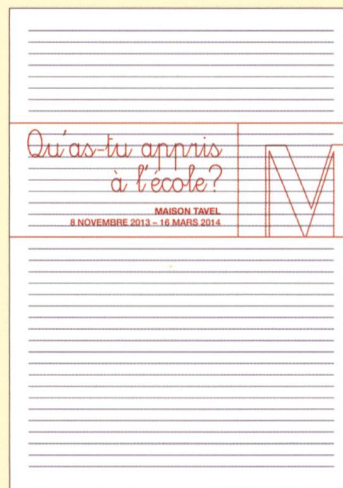 Qu'as-tu appris
à l'école?
MAISON TAVEL
8 NOVEMBRE 2013 – 16 MARS 2014
M